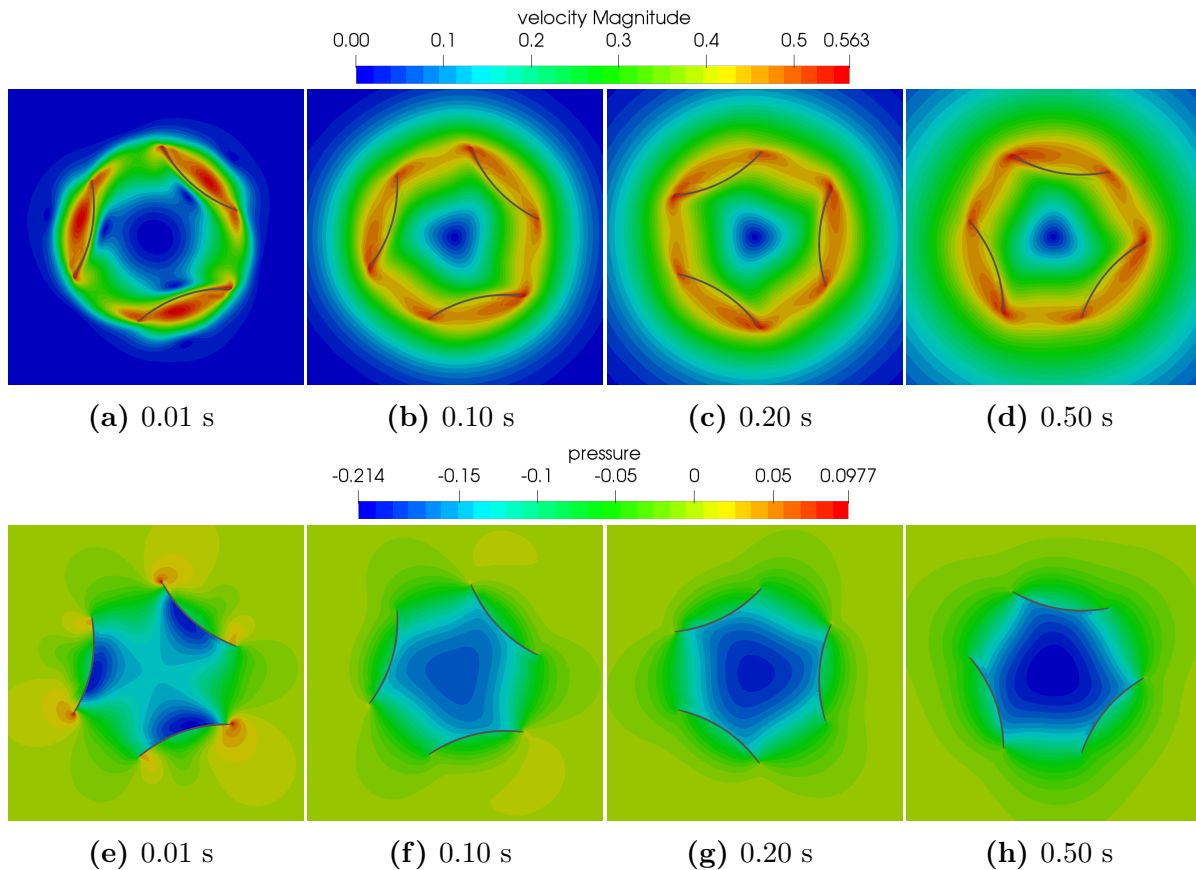 velocity Magnitude
0.00 0.1 0.2 0.3 0.4 0.5 0.563
(a) 0.01 s (b) 0.10 s (c) 0.20 s (d) 0.50 s
pressure
-0.214 -0.15 -0.1 -0.05 0 0.05 0.0977
(e) 0.01 s (f) 0.10 s (g) 0.20 s (h) 0.50 s